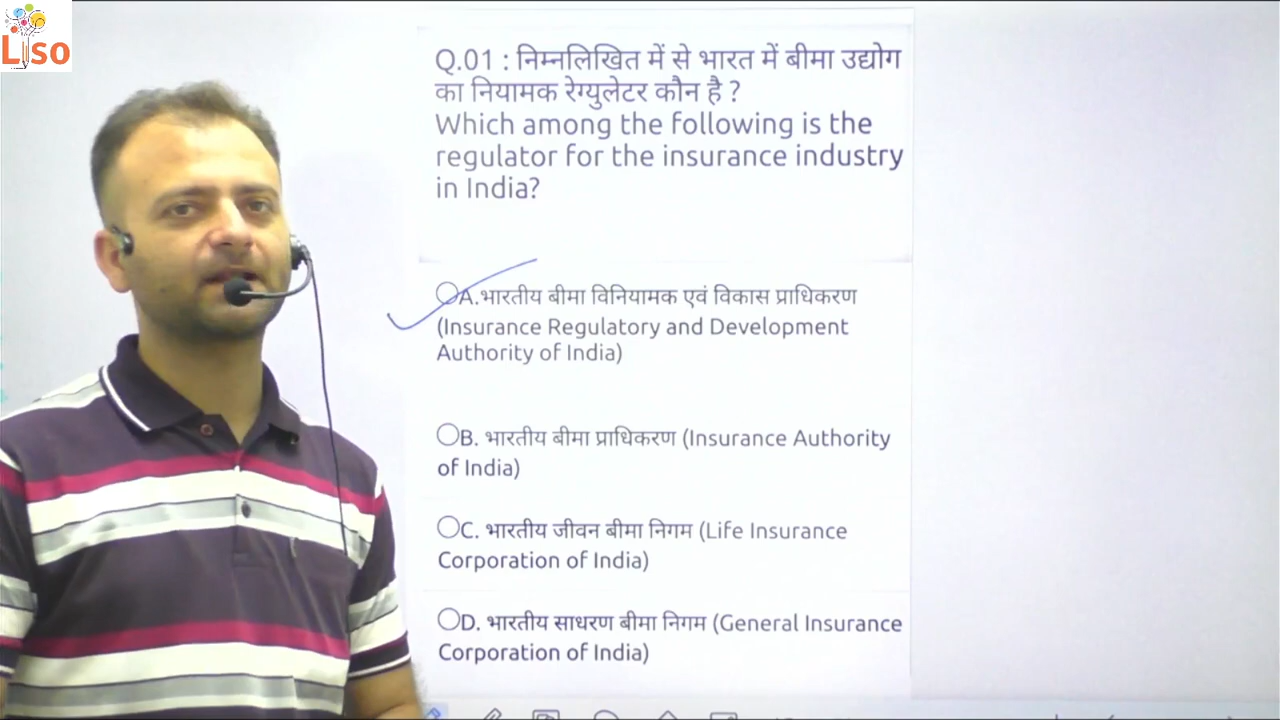 Liso
Q.01 : निम्नलिखित में से भारत में बीमा उद्योग
का नियामक रेग्युलेटर कौन है ?
Which among the following is the
regulator for the insurance industry
in India?
A.भारतीय बीमा विनियामक एवं विकास प्राधिकरण
(Insurance Regulatory and Development
Authority of India)
B. भारतीय बीमा प्राधिकरण (Insurance Authority
of India)
C. भारतीय जीवन बीमा निगम (Life Insurance
Corporation of India)
D. भारतीय साधरण बीमा निगम (General Insurance
Corporation of India)